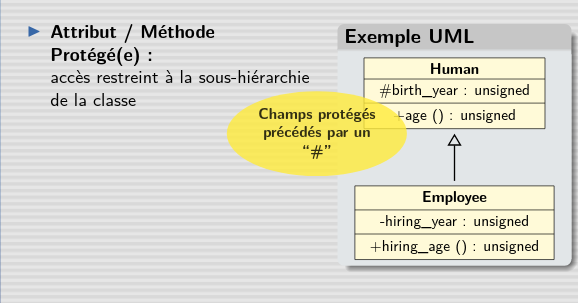 Attribut / Méthode
Protégé(e) :
accès restreint à la sous-hiérarchie
de la classe
Exemple UML
Human
#birth_year : unsigned
+age () : unsigned
Champs protégés
précédés par un
“#”
Employee
-hiring_year : unsigned
+hiring_age () : unsigned